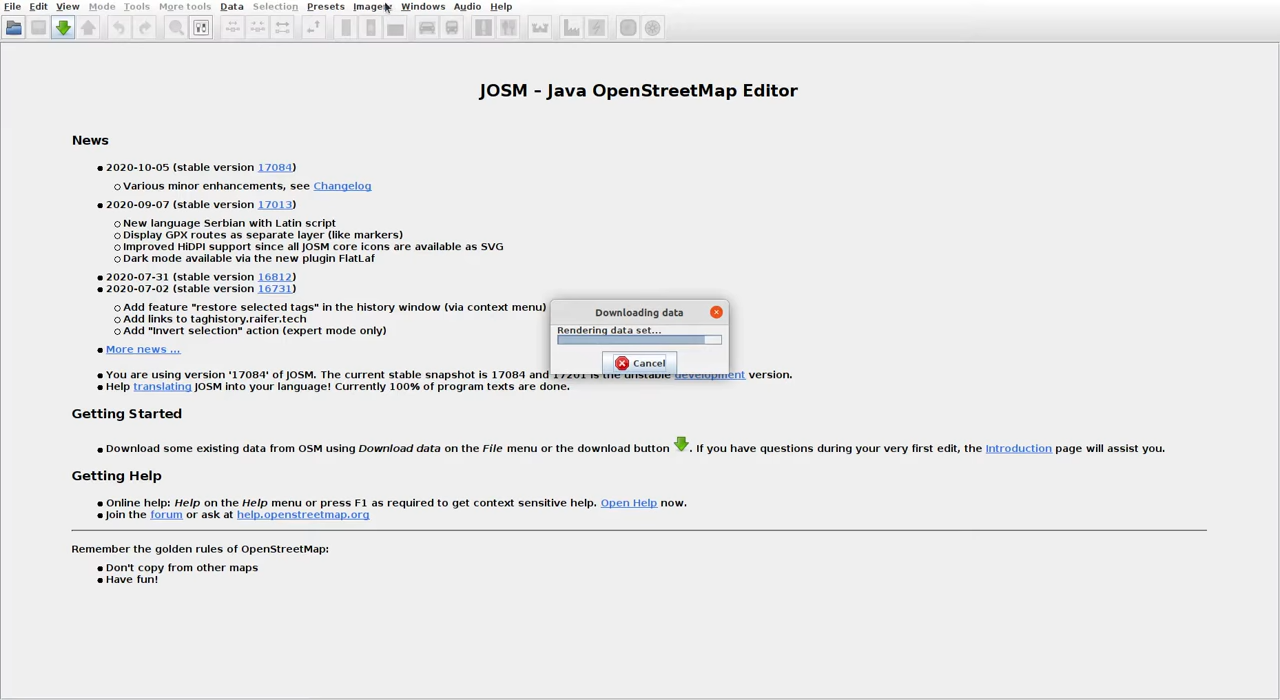 File Edit View Mode Tools More tools Data Selection Presets Imagery Windows Audio Help
JOSM – Java OpenStreetMap Editor
News
2020-10-05 (stable version 17084)
Various minor enhancements, see Changelog
2020-09-07 (stable version 17013)
New language Serbian with Latin script
Display GPX routes as separate layer (like markers)
Improved HiDPI support since all JOSM core icons are available as SVG
Dark mode available via the new plugin FlatLaf
2020-07-31 (stable version 16812)
2020-07-02 (stable version 16731)
Add feature "restore selected tags" in the history window (via context menu)
Add links to taghistory.raifer.tech
Add "Invert selection" action (expert mode only)
More news ...
Downloading data
Rendering data set...
Cancel
You are using version '17084' of JOSM. The current stable snapshot is 17084 and 17201 is the unstable development version.
Help translating JOSM into your language! Currently 100% of program texts are done.
Getting Started
Download some existing data from OSM using Download data on the File menu or the download button . If you have questions during your very first edit, the Introduction page will assist you.
Getting Help
Online help: Help on the Help menu or press F1 as required to get context sensitive help. Open Help now.
Join the forum or ask at help.openstreetmap.org
Remember the golden rules of OpenStreetMap:
Don't copy from other maps
Have fun!